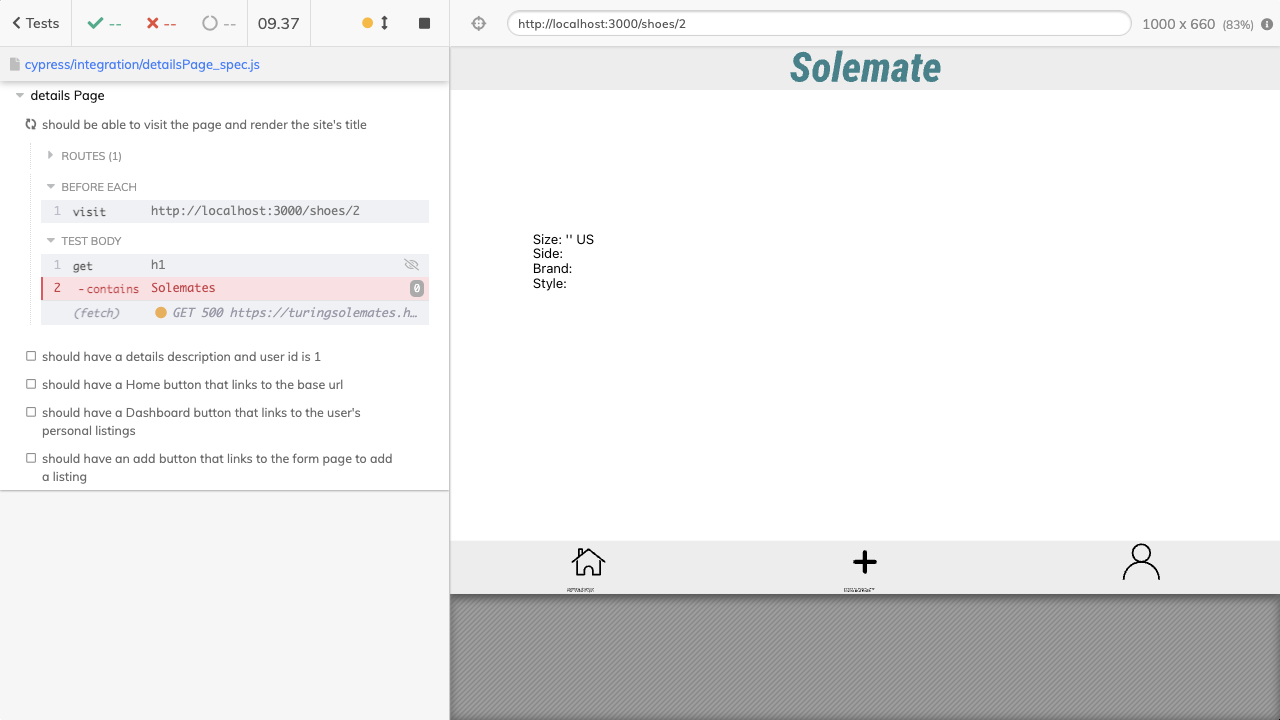 Tests
--
--
--
09.37
http://localhost:3000/shoes/2
1000 x 660 (83%)
cypress/integration/detailsPage_spec.js
details Page
should be able to visit the page and render the site's title
ROUTES (1)
BEFORE EACH
1 visit http://localhost:3000/shoes/2
TEST BODY
1 get h1
2 -contains Solemates 0
(fetch) GET 500 https://turingsolemates.h…
should have a details description and user id is 1
should have a Home button that links to the base url
should have a Dashboard button that links to the user's
personal listings
should have an add button that links to the form page to add
a listing
Solemate
Size: '' US
Side:
Brand:
Style: